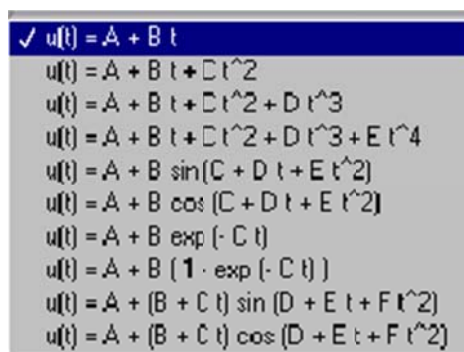 ✓ u(t) = A + B t
u(t) = A + B t + C t^2
u(t) = A + B t + C t^2 + D t^3
u(t) = A + B t + C t^2 + D t^3 + E t^4
u(t) = A + B sin(C + D t + E t^2)
u(t) = A + B cos (C + D t + E t^2)
u(t) = A + B exp (- C t)
u(t) = A + B ( 1 - exp (- C t) )
u(t) = A + (B + C t) sin (D + E t + F t^2)
u(t) = A + (B + C t) cos (D + E t + F t^2)